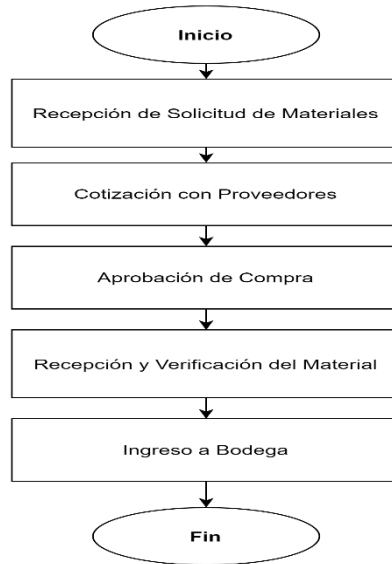 Inicio
Recepción de Solicitud de Materiales
Cotización con Proveedores
Aprobación de Compra
Recepción y Verificación del Material
Ingreso a Bodega
Fin